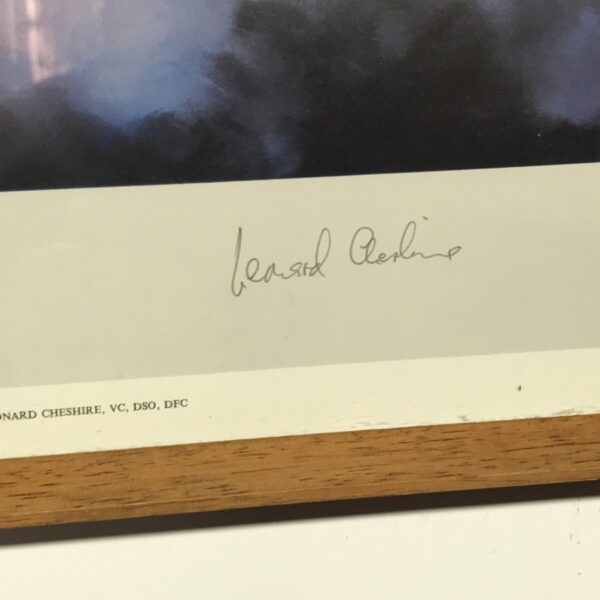 Leonard Cheshire
ONARD CHESHIRE, VC, DSO, DFC